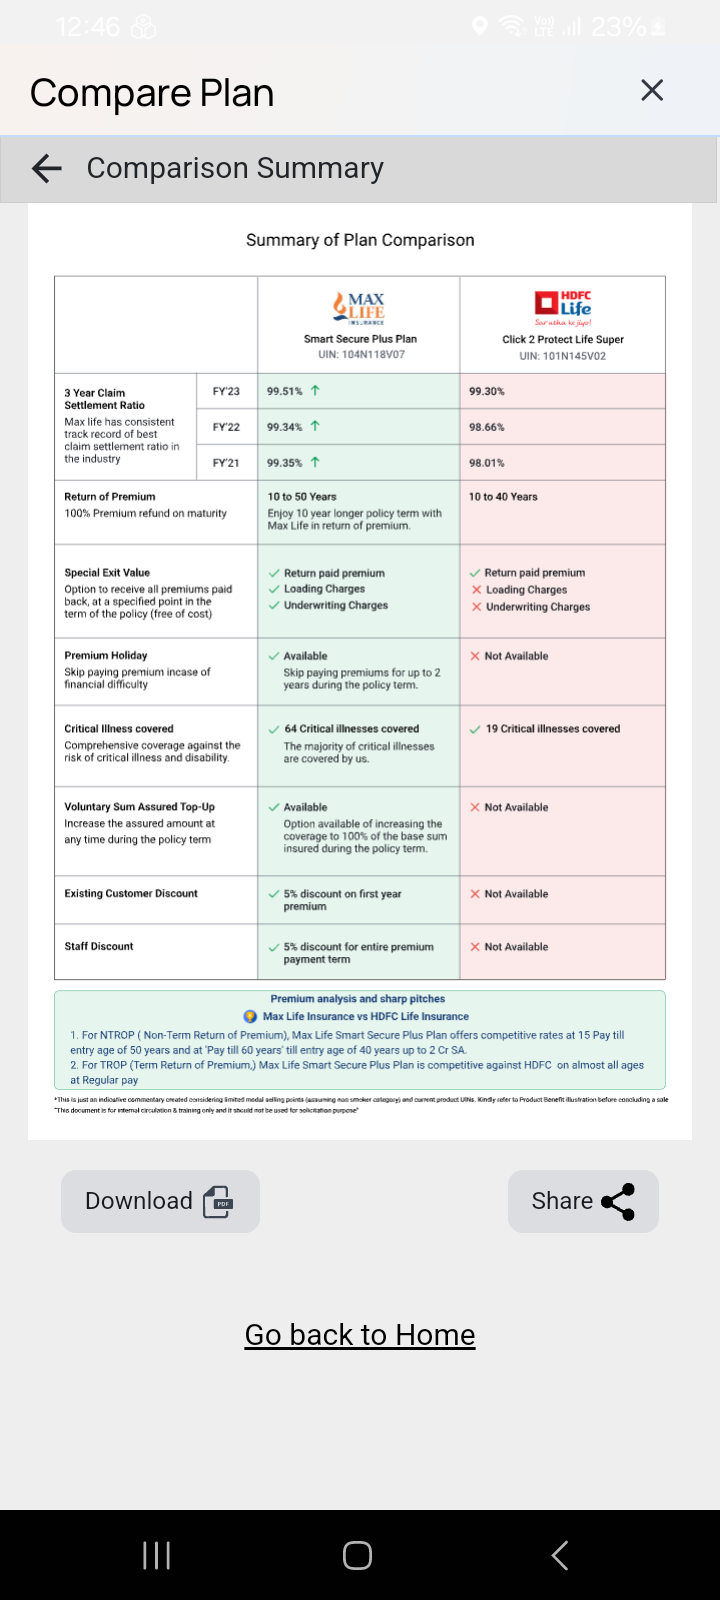 12:46
VoD
LTE
23%
Compare Plan
Comparison Summary
Summary of Plan Comparison
MAX
LIFE
INSURANCE
Smart Secure Plus Plan
UIN: 104N118V07
HDFC
Life
Sar utha ke jiyo!
Click 2 Protect Life Super
UIN: 101N145V02
3 Year Claim
Settlement Ratio
Max life has consistent
track record of best
claim settlement ratio in
the industry
FY'23
99.51%
99.30%
FY'22
99.34%
98.66%
FY'21
99.35%
98.01%
Return of Premium
100% Premium refund on maturity
10 to 50 Years
Enjoy 10 year longer policy term with
Max Life in return of premium.
10 to 40 Years
Special Exit Value
Option to receive all premiums paid
back, at a specified point in the
term of the policy (free of cost)
Return paid premium
Loading Charges
Underwriting Charges
Return paid premium
Loading Charges
Underwriting Charges
Premium Holiday
Skip paying premium incase of
financial difficulty
Available
Skip paying premiums for up to 2
years during the policy term.
Not Available
Critical Illness covered
Comprehensive coverage against the
risk of critical illness and disability.
64 Critical illnesses covered
The majority of critical illnesses
are covered by us.
19 Critical illnesses covered
Voluntary Sum Assured Top-Up
Increase the assured amount at
any time during the policy term
Available
Option available of increasing the
coverage to 100% of the base sum
insured during the policy term.
Not Available
Existing Customer Discount
5% discount on first year
premium
Not Available
Staff Discount
5% discount for entire premium
payment term
Not Available
Premium analysis and sharp pitches
Max Life Insurance vs HDFC Life Insurance
1. For NTROP ( Non-Term Return of Premium), Max Life Smart Secure Plus Plan offers competitive rates at 15 Pay till
entry age of 50 years and at 'Pay till 60 years' till entry age of 40 years up to 2 Cr SA.
2. For TROP (Term Return of Premium,) Max Life Smart Secure Plus Plan is competitive against HDFC on almost all ages
at Regular pay
*This is just an indicative commentary created considering limited modal selling points (assuming non smoker category) and current product UINs. Kindly refer to Product Benefit Illustration before concluding a sale
"This document is for internal circulation & training only and it should not be used for solicitation purpose"
Download
PDF
Share
Go back to Home